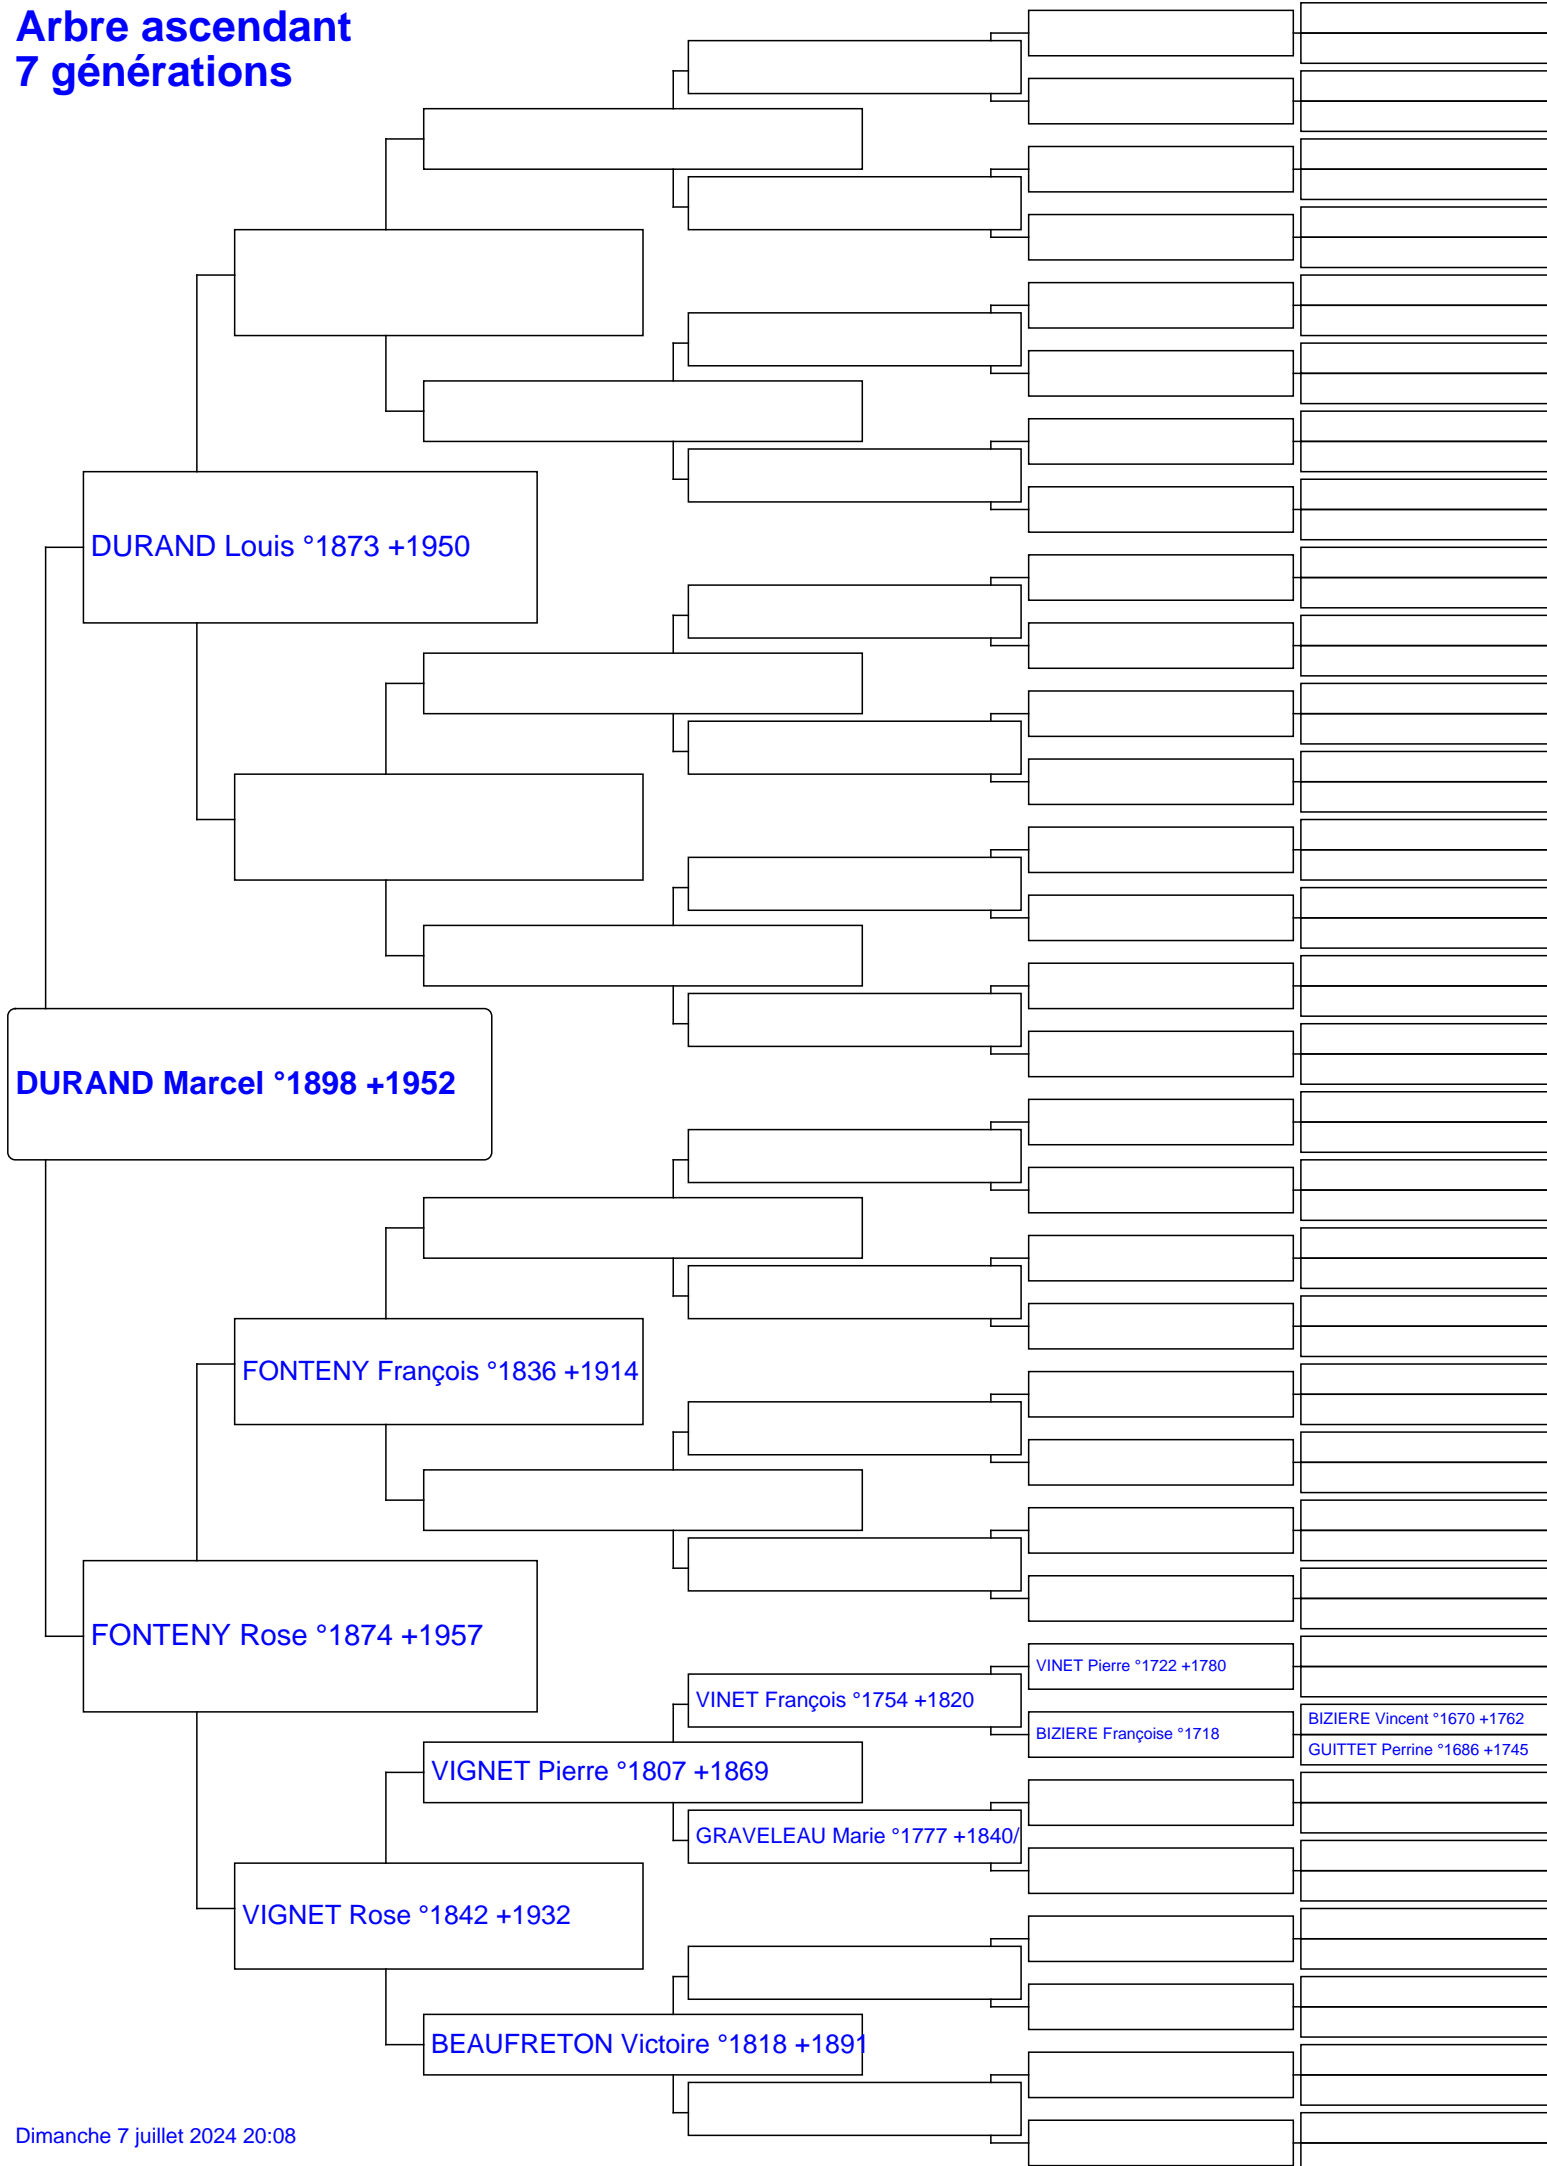 Arbre ascendant
7 générations
DURAND Louis °1873 +1950
DURAND Marcel °1898 +1952
FONTENY François °1836 +1914
FONTENY Rose °1874 +1957
VINET Pierre °1722 +1780
VINET François °1754 +1820
BIZIERE Vincent °1670 +1762
BIZIERE Françoise °1718
GUITTET Perrine °1686 +1745
VIGNET Pierre °1807 +1869
GRAVELEAU Marie °1777 +1840/
VIGNET Rose °1842 +1932
BEAUFRETON Victoire °1818 +1891
Dimanche 7 juillet 2024 20:08